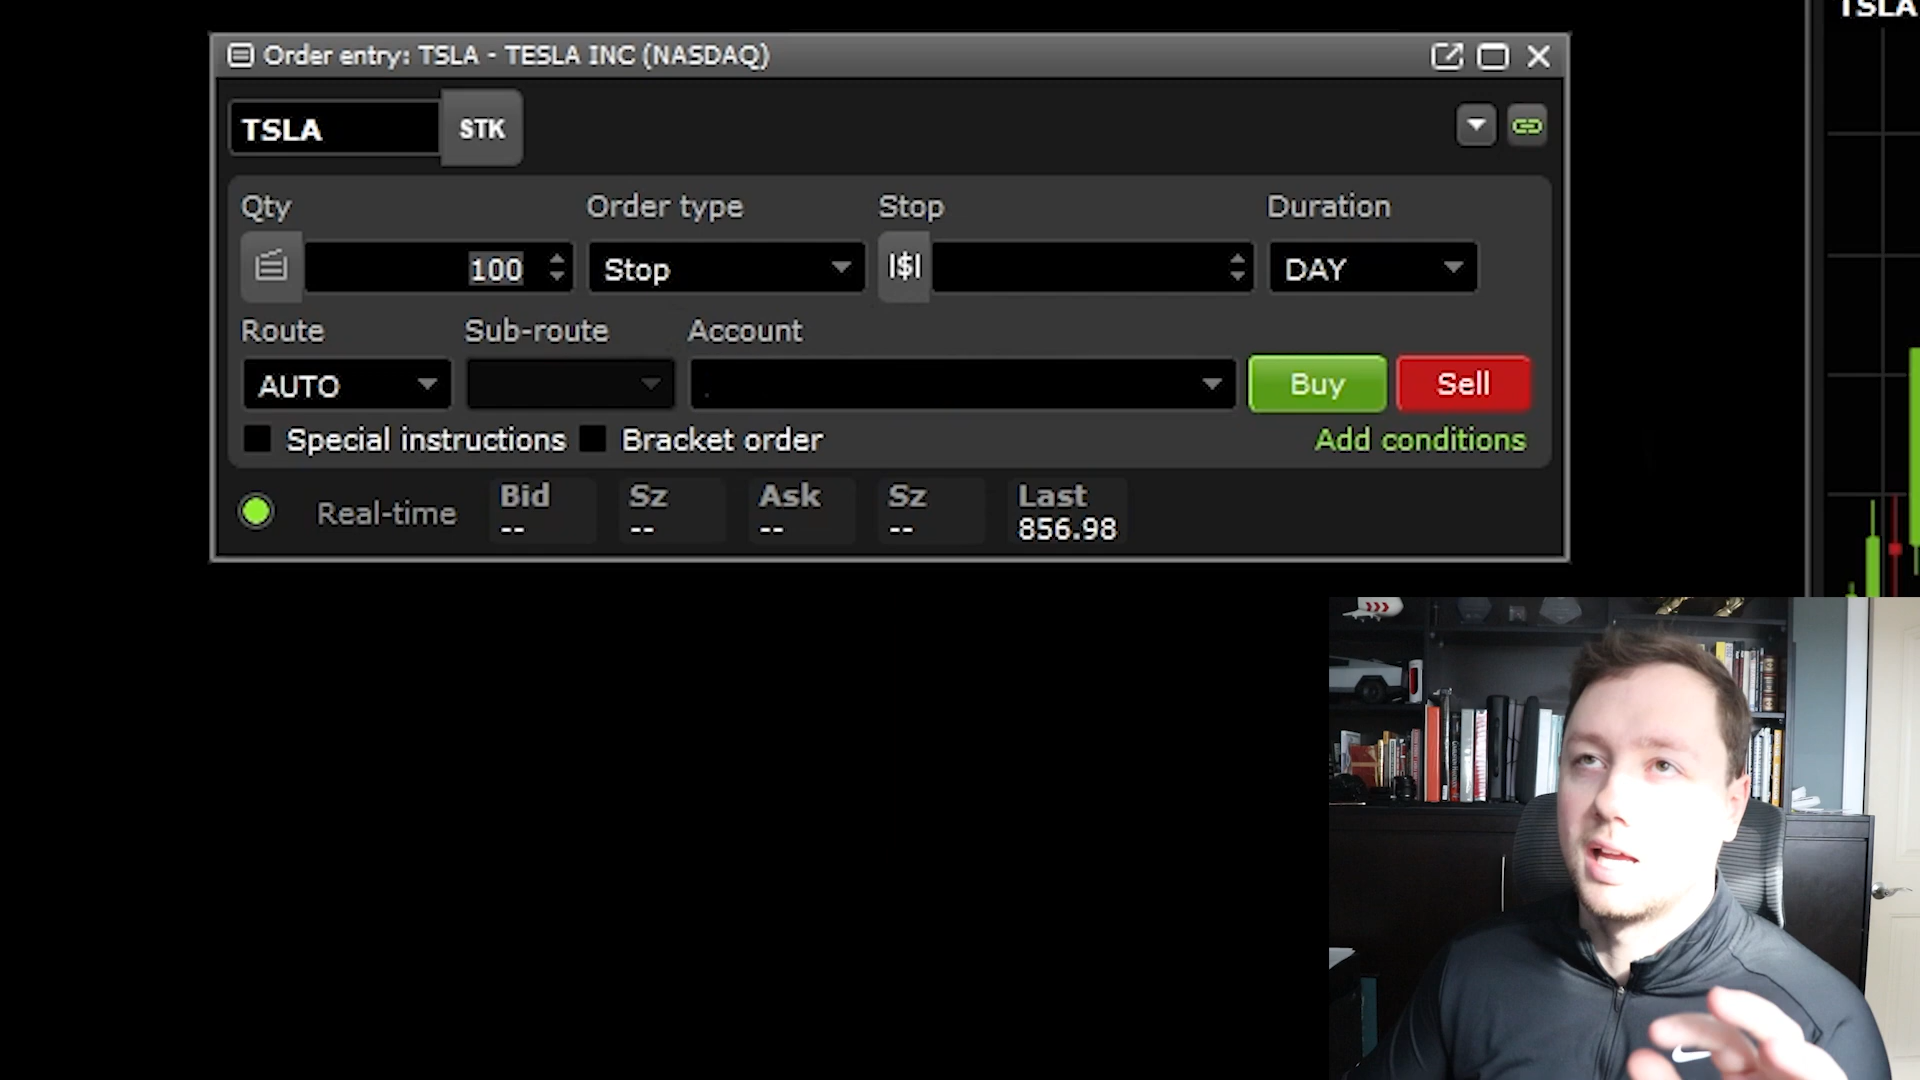 TSLA
Order entry: TSLA - TESLA INC (NASDAQ)
TSLA STK
Qty Order type Stop Duration
100 Stop |$| DAY
Route Sub-route Account
AUTO Buy Sell
Special instructions Bracket order Add conditions
Real-time Bid Sz Ask Sz Last
-- -- -- -- 856.98